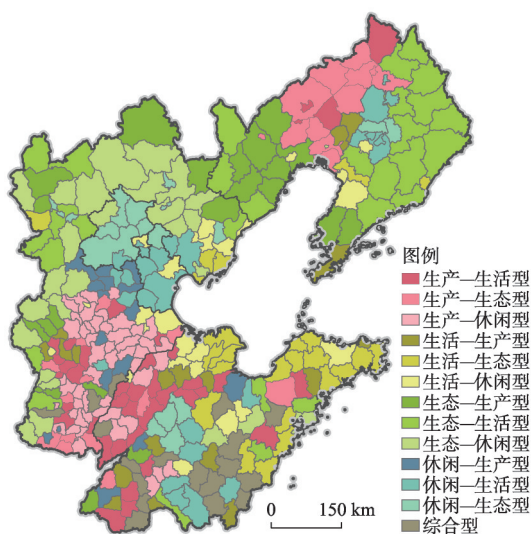 图例
生产—生活型
生产—生态型
生产—休闲型
生活—生产型
生活—生态型
生活—休闲型
生态—生产型
生态—生活型
生态—休闲型
休闲—生产型
休闲—生活型
休闲—生态型
综合型
0 150 km